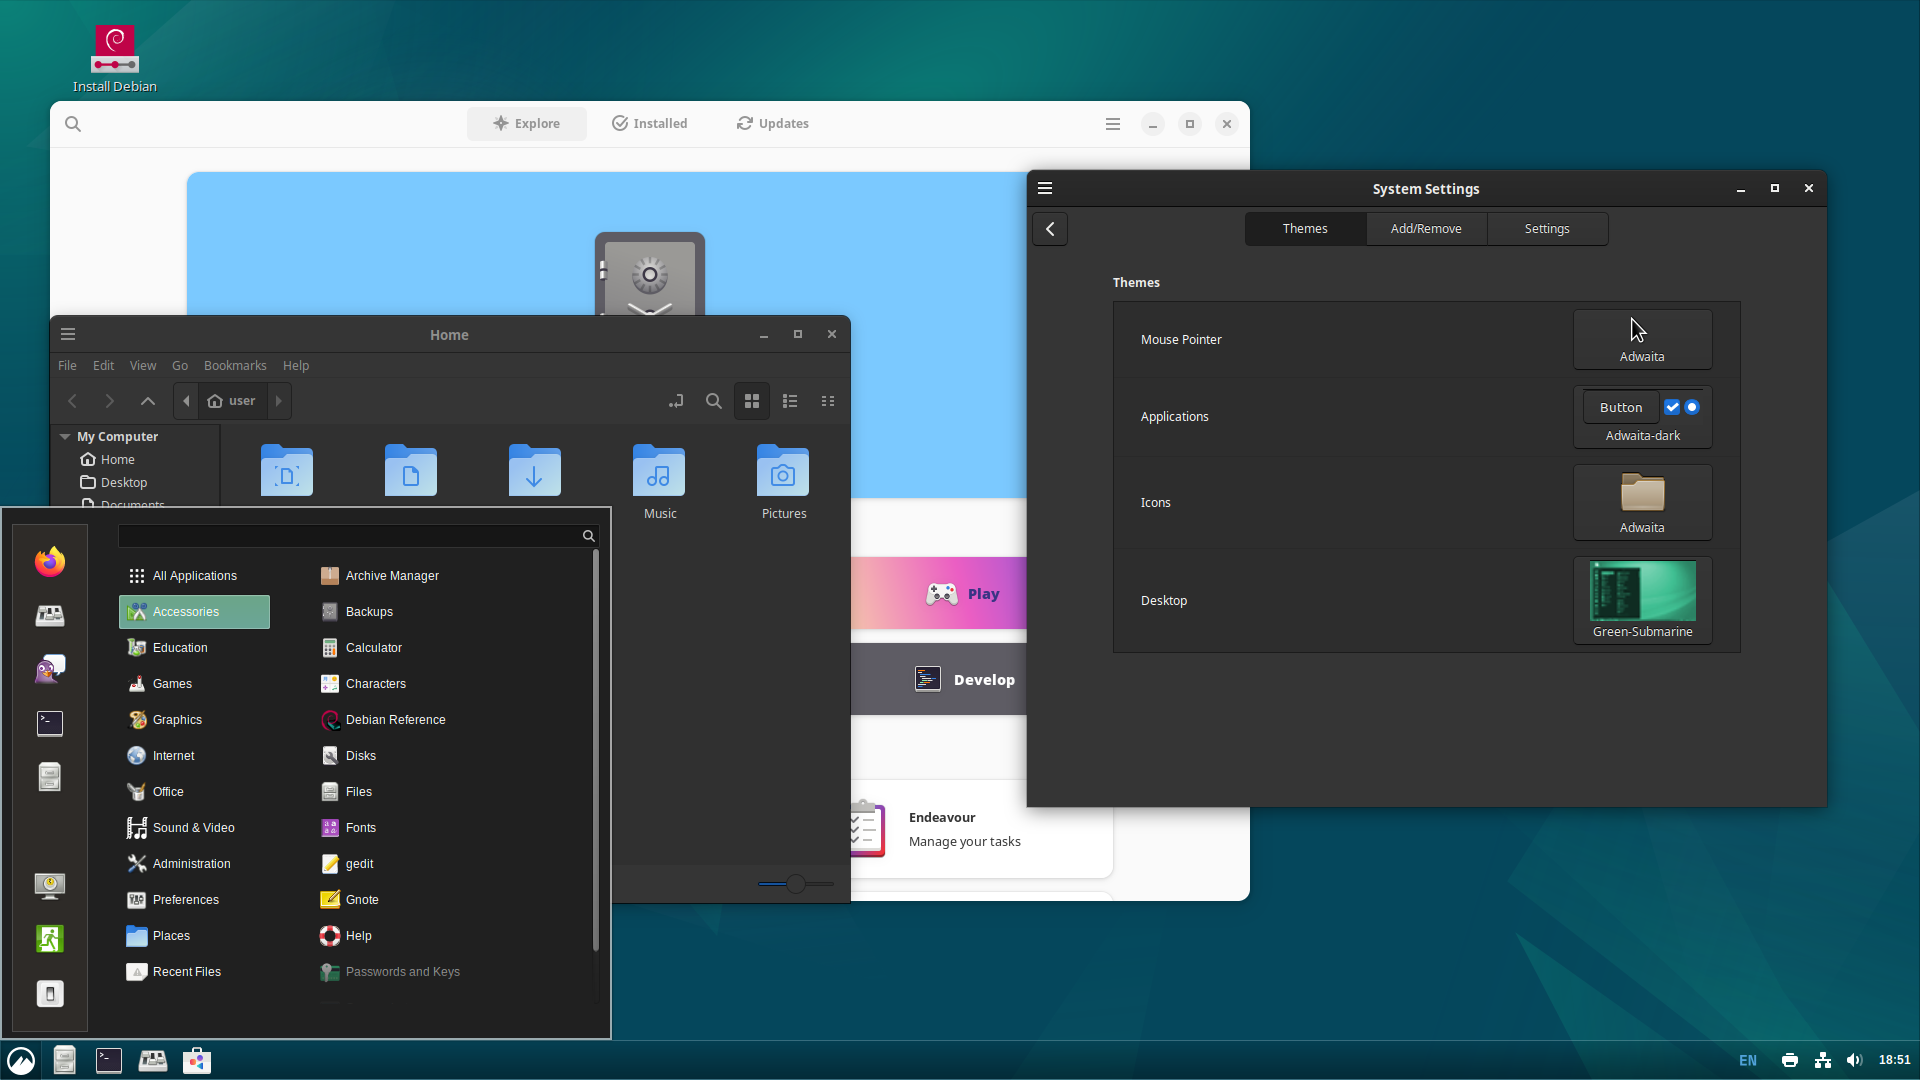 Install Debian
Explore
Installed
Updates
System Settings
Themes
Add/Remove
Settings
Themes
Mouse Pointer
Adwaita
Applications
Button
Adwaita-dark
Icons
Adwaita
Desktop
Green-Submarine
Home
File Edit View Go Bookmarks Help
user
My Computer
Home
Desktop
Documents
Music
Pictures
Play
Develop
Endeavour
Manage your tasks
All Applications
Accessories
Education
Games
Graphics
Internet
Office
Sound & Video
Administration
Preferences
Places
Recent Files
Archive Manager
Backups
Calculator
Characters
Debian Reference
Disks
Files
Fonts
gedit
Gnote
Help
Passwords and Keys
EN
18:51